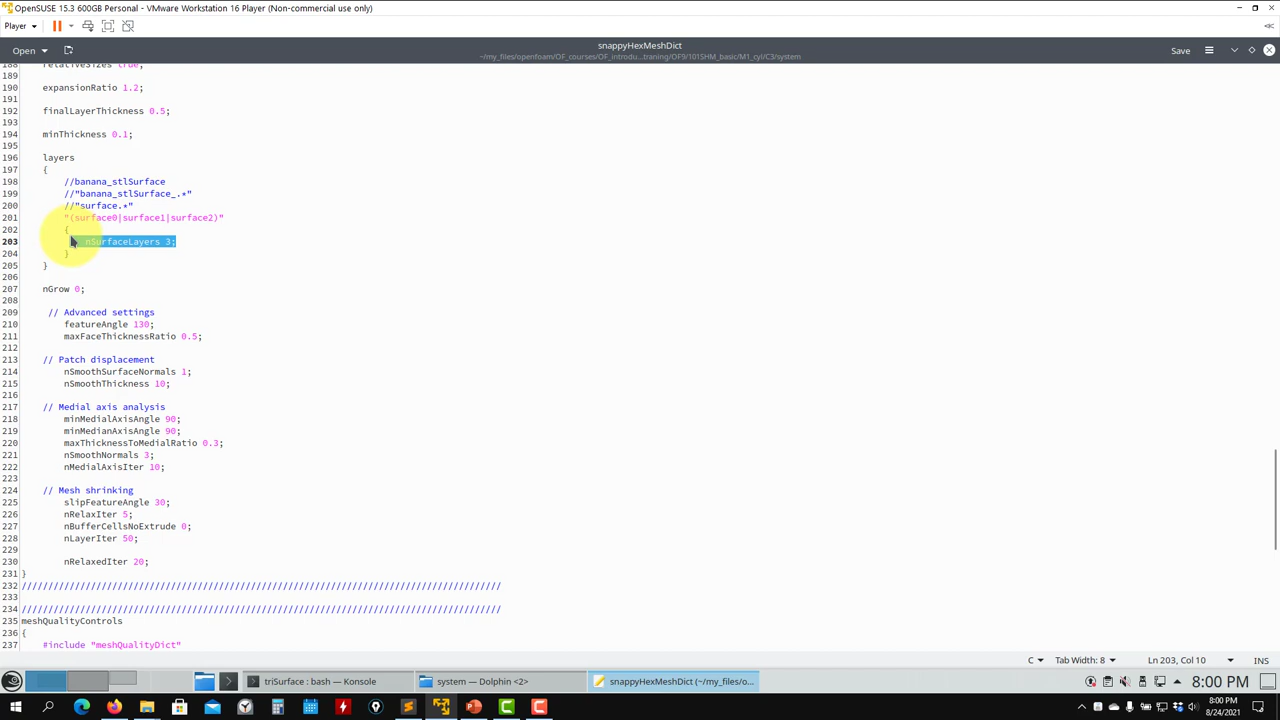 OpenSUSE 15.3 600GB Personal - VMware Workstation 16 Player (Non-commercial use only)
Player
Open
snappyHexMeshDict
~/my_files/openfoam/OF_courses/OF_introdu...traning/OF9/101SHM_basic/M1_cyl/C3/system
Save
188 relativeSizes true;
189
190 expansionRatio 1.2;
191
192 finalLayerThickness 0.5;
193
194 minThickness 0.1;
195
196 layers
197 {
198 //banana_stlSurface
199 //"banana_stlSurface_.*"
200 //"surface.*"
201 "(surface0|surface1|surface2)"
202 {
203 nSurfaceLayers 3;
204 }
205 }
206
207 nGrow 0;
208
209 // Advanced settings
210 featureAngle 130;
211 maxFaceThicknessRatio 0.5;
212
213 // Patch displacement
214 nSmoothSurfaceNormals 1;
215 nSmoothThickness 10;
216
217 // Medial axis analysis
218 minMedialAxisAngle 90;
219 minMedianAxisAngle 90;
220 maxThicknessToMedialRatio 0.3;
221 nSmoothNormals 3;
222 nMedialAxisIter 10;
223
224 // Mesh shrinking
225 slipFeatureAngle 30;
226 nRelaxIter 5;
227 nBufferCellsNoExtrude 0;
228 nLayerIter 50;
229
230 nRelaxedIter 20;
231 }
232 //////////////////////////////////////////////////////////////////////////////////////////
233
234 //////////////////////////////////////////////////////////////////////////////////////////
235 meshQualityControls
236 {
237 #include "meshQualityDict"
C Tab Width: 8 Ln 203, Col 10 INS
triSurface : bash — Konsole
system — Dolphin <2>
snappyHexMeshDict (~/my_files/o...
8:00 PM
8:00 PM
8/24/2021